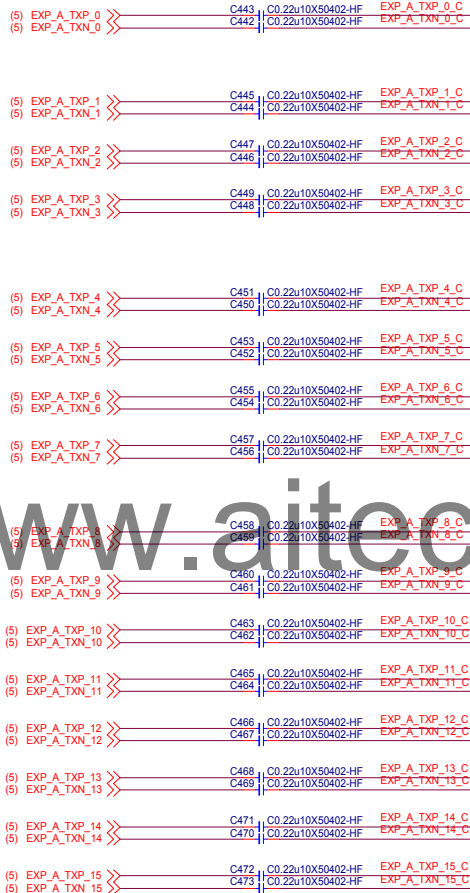 (5) EXP_A_TXP_0 C443 C0.22u10X50402-HF EXP_A_TXP_0_C
(5) EXP_A_TXN_0 C442 C0.22u10X50402-HF EXP_A_TXN_0_C
(5) EXP_A_TXP_1 C445 C0.22u10X50402-HF EXP_A_TXP_1_C
(5) EXP_A_TXN_1 C444 C0.22u10X50402-HF EXP_A_TXN_1_C
(5) EXP_A_TXP_2 C447 C0.22u10X50402-HF EXP_A_TXP_2_C
(5) EXP_A_TXN_2 C446 C0.22u10X50402-HF EXP_A_TXN_2_C
(5) EXP_A_TXP_3 C449 C0.22u10X50402-HF EXP_A_TXP_3_C
(5) EXP_A_TXN_3 C448 C0.22u10X50402-HF EXP_A_TXN_3_C
(5) EXP_A_TXP_4 C451 C0.22u10X50402-HF EXP_A_TXP_4_C
(5) EXP_A_TXN_4 C450 C0.22u10X50402-HF EXP_A_TXN_4_C
(5) EXP_A_TXP_5 C453 C0.22u10X50402-HF EXP_A_TXP_5_C
(5) EXP_A_TXN_5 C452 C0.22u10X50402-HF EXP_A_TXN_5_C
(5) EXP_A_TXP_6 C455 C0.22u10X50402-HF EXP_A_TXP_6_C
(5) EXP_A_TXN_6 C454 C0.22u10X50402-HF EXP_A_TXN_6_C
(5) EXP_A_TXP_7 C457 C0.22u10X50402-HF EXP_A_TXP_7_C
(5) EXP_A_TXN_7 C456 C0.22u10X50402-HF EXP_A_TXN_7_C
ww.aitec
(5) EXP_A_TXP_8 C458 C0.22u10X50402-HF EXP_A_TXP_8_C
(5) EXP_A_TXN_8 C459 C0.22u10X50402-HF EXP_A_TXN_8_C
(5) EXP_A_TXP_9 C460 C0.22u10X50402-HF EXP_A_TXP_9_C
(5) EXP_A_TXN_9 C461 C0.22u10X50402-HF EXP_A_TXN_9_C
(5) EXP_A_TXP_10 C463 C0.22u10X50402-HF EXP_A_TXP_10_C
(5) EXP_A_TXN_10 C462 C0.22u10X50402-HF EXP_A_TXN_10_C
(5) EXP_A_TXP_11 C465 C0.22u10X50402-HF EXP_A_TXP_11_C
(5) EXP_A_TXN_11 C464 C0.22u10X50402-HF EXP_A_TXN_11_C
(5) EXP_A_TXP_12 C466 C0.22u10X50402-HF EXP_A_TXP_12_C
(5) EXP_A_TXN_12 C467 C0.22u10X50402-HF EXP_A_TXN_12_C
(5) EXP_A_TXP_13 C468 C0.22u10X50402-HF EXP_A_TXP_13_C
(5) EXP_A_TXN_13 C469 C0.22u10X50402-HF EXP_A_TXN_13_C
(5) EXP_A_TXP_14 C471 C0.22u10X50402-HF EXP_A_TXP_14_C
(5) EXP_A_TXN_14 C470 C0.22u10X50402-HF EXP_A_TXN_14_C
(5) EXP_A_TXP_15 C472 C0.22u10X50402-HF EXP_A_TXP_15_C
(5) EXP_A_TXN_15 C473 C0.22u10X50402-HF EXP_A_TXN_15_C